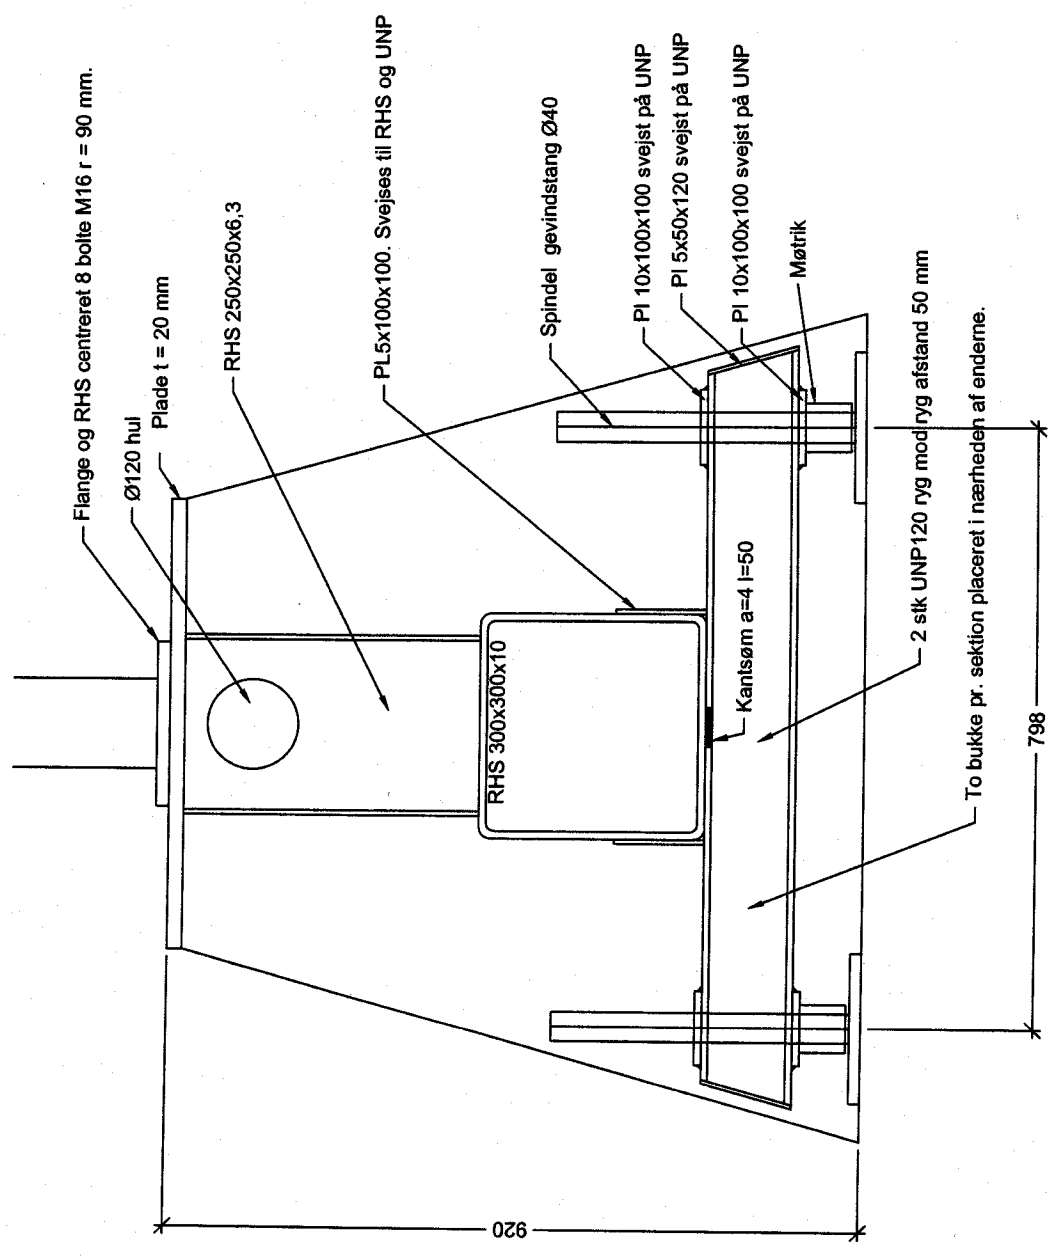 Flange og RHS centreret 8 bolte M16 r = 90 mm.
Ø120 hul
Plade t = 20 mm
RHS 250x250x6,3
PL5x100x100. Svejses til RHS og UNP
Spindel gevindstang Ø40
Pl 10x100x100 svejst på UNP
Pl 5x50x120 svejst på UNP
Pl 10x100x100 svejst på UNP
Møtrik
RHS 300x300x10
Kantsøm a=4 l=50
2 stk UNP120 ryg mod ryg afstand 50 mm
To bukke pr. sektion placeret i nærheden af enderne.
798
920